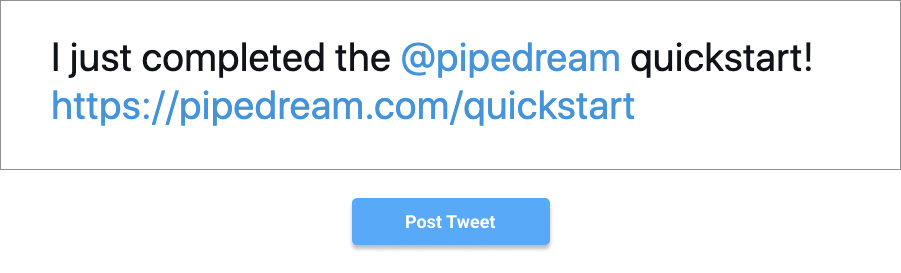 I just completed the @pipedream quickstart!
https://pipedream.com/quickstart
Post Tweet